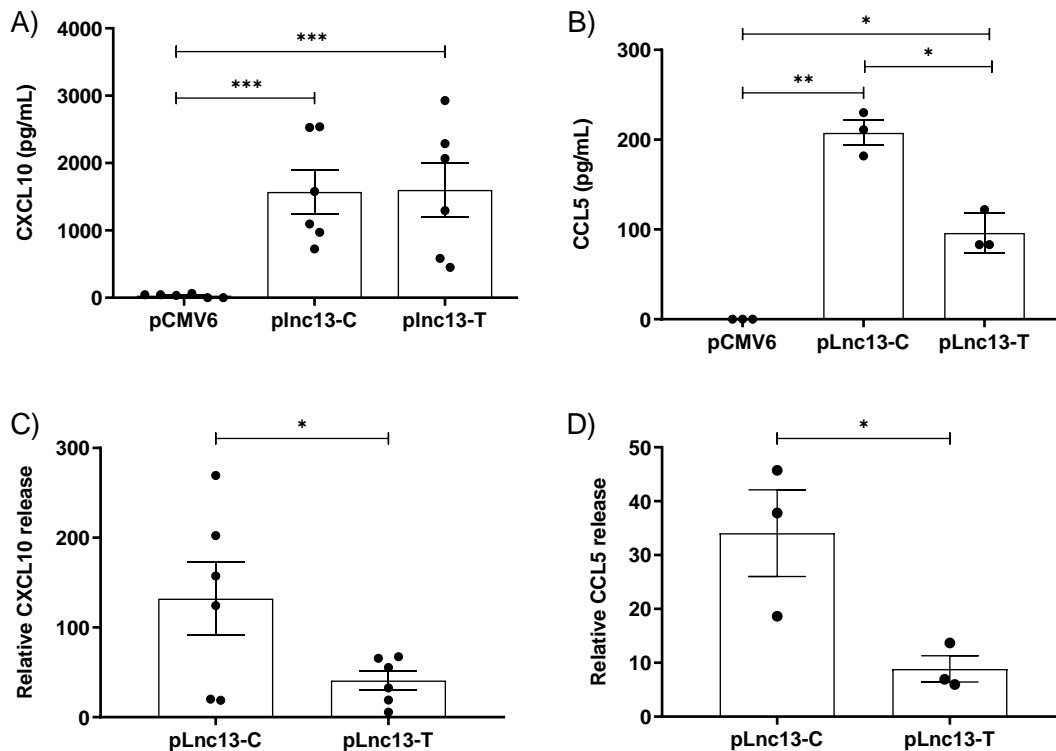 A)
CXCL10 (pg/mL)
4000
3000
2000
1000
0
***
***
pCMV6
plnc13-C
plnc13-T
B)
CCL5 (pg/mL)
300
200
100
0
*
*
**
pCMV6
pLnc13-C
pLnc13-T
C)
Relative CXCL10 release
300
200
100
0
*
pLnc13-C
pLnc13-T
D)
Relative CCL5 release
50
40
30
20
10
0
*
pLnc13-C
pLnc13-T